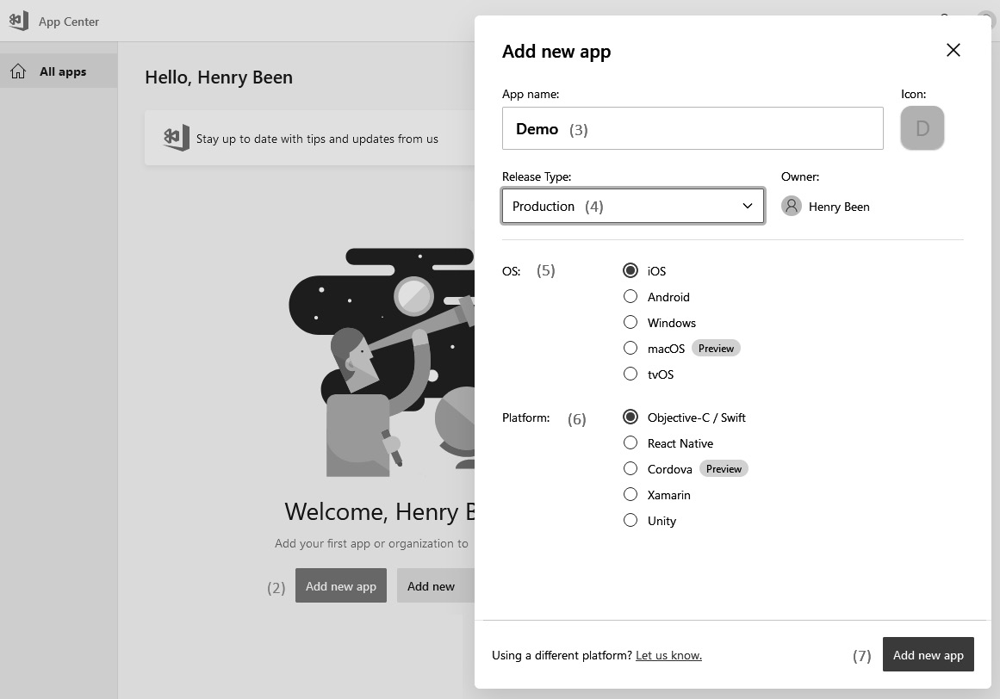 App Center
All apps
Hello, Henry Been
Stay up to date with tips and updates from us
Welcome, Henry B
Add your first app or organization to
(2) Add new app Add new
Add new app
App name:
Icon:
Demo (3)
D
Release Type:
Owner:
Production (4)
Henry Been
OS: (5)
iOS
Android
Windows
macOS Preview
tvOS
Platform: (6)
Objective-C / Swift
React Native
Cordova Preview
Xamarin
Unity
Using a different platform? Let us know.
(7) Add new app